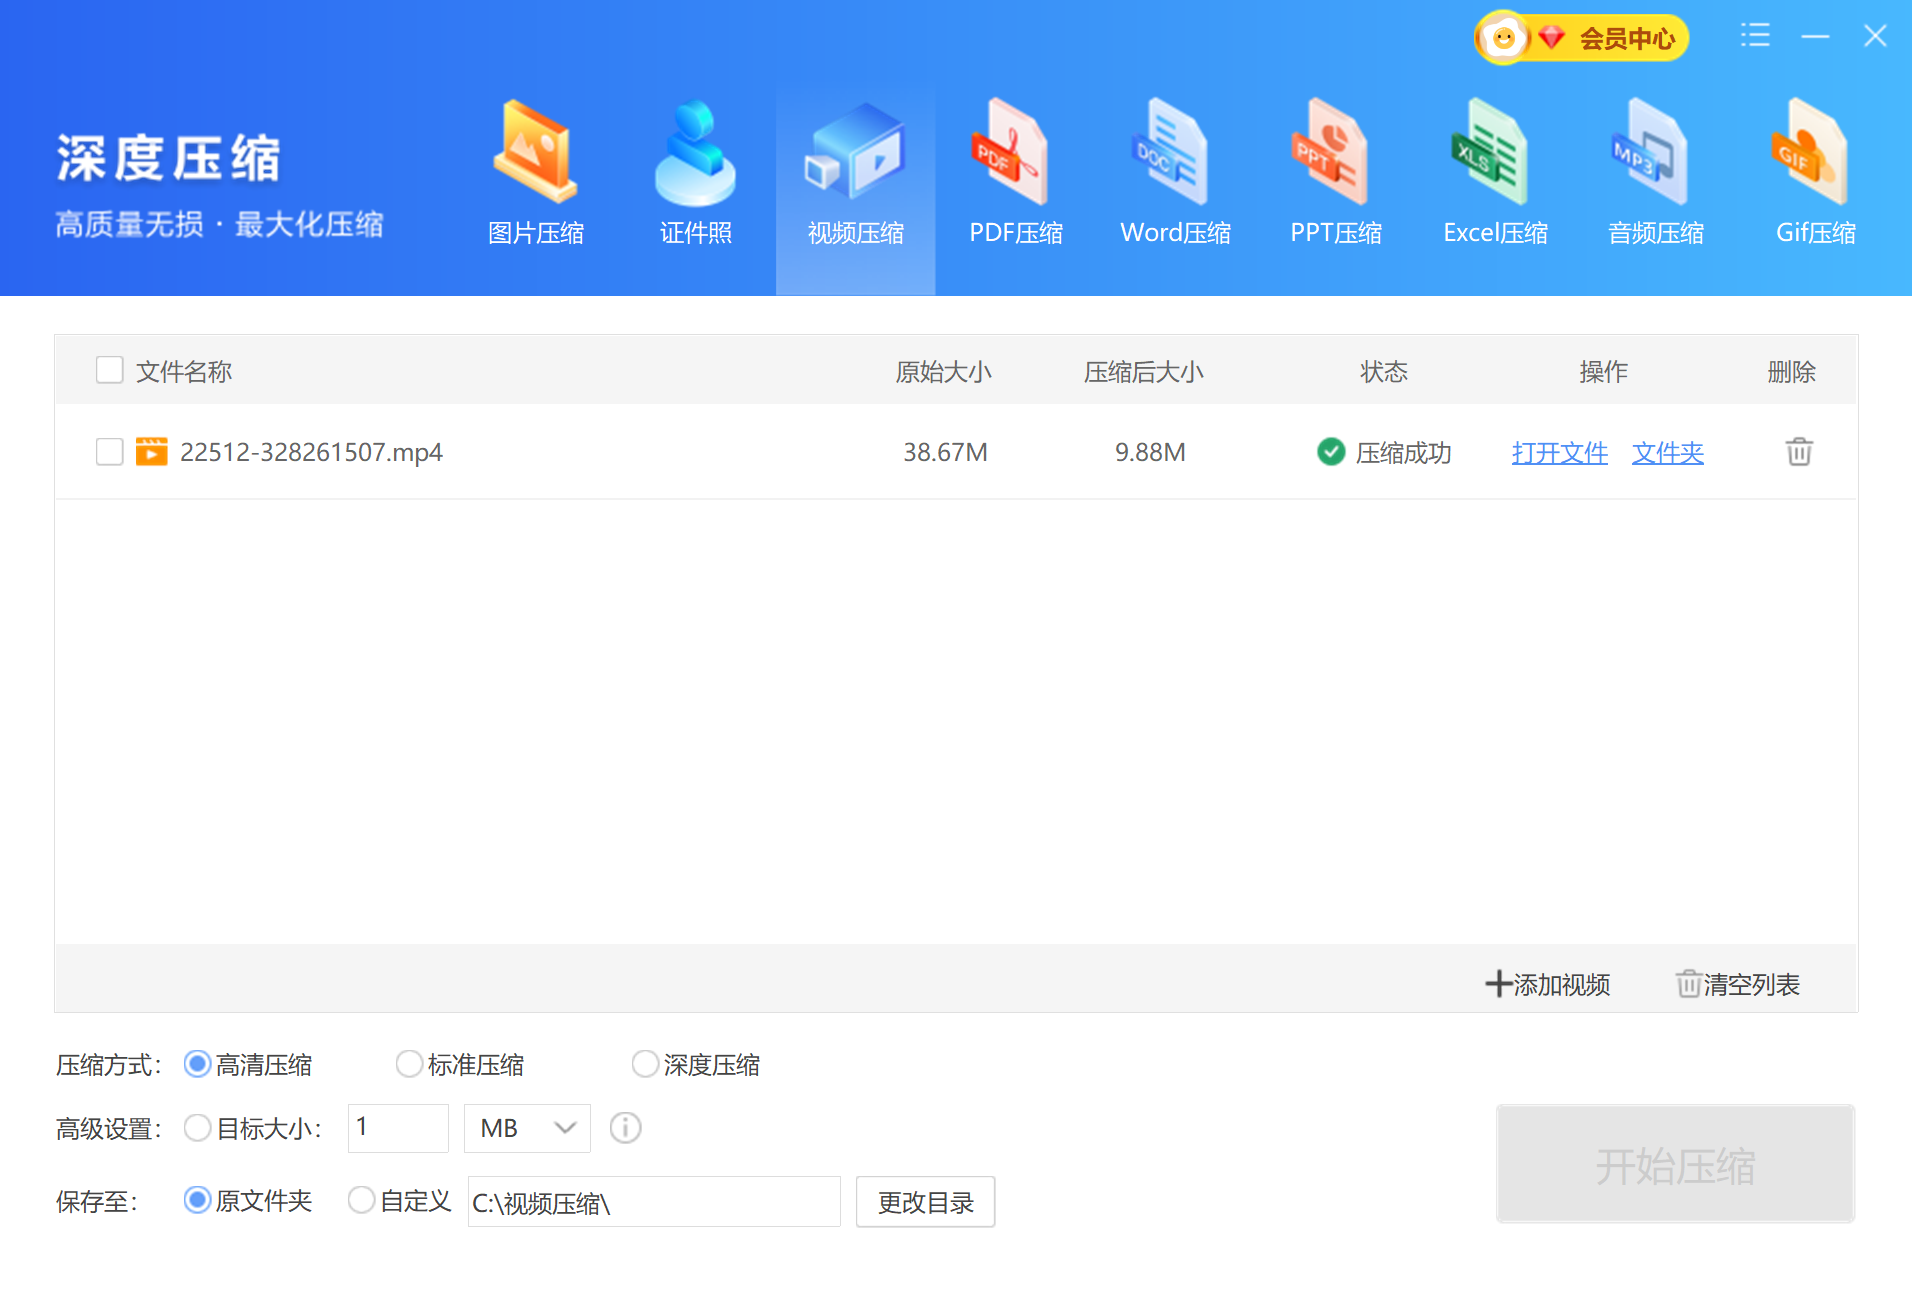 会员中心
深度压缩
高质量无损 · 最大化压缩
图片压缩
证件照
视频压缩
PDF
PDF压缩
DOC
Word压缩
PPT
PPT压缩
XLS
Excel压缩
MP3
音频压缩
GIF
Gif压缩
文件名称 原始大小 压缩后大小 状态 操作 删除
22512-328261507.mp4 38.67M 9.88M 压缩成功 打开文件 文件夹
添加视频 清空列表
压缩方式： 高清压缩 标准压缩 深度压缩
高级设置： 目标大小： 1 MB
保存至： 原文件夹 自定义 C:\视频压缩\ 更改目录
开始压缩